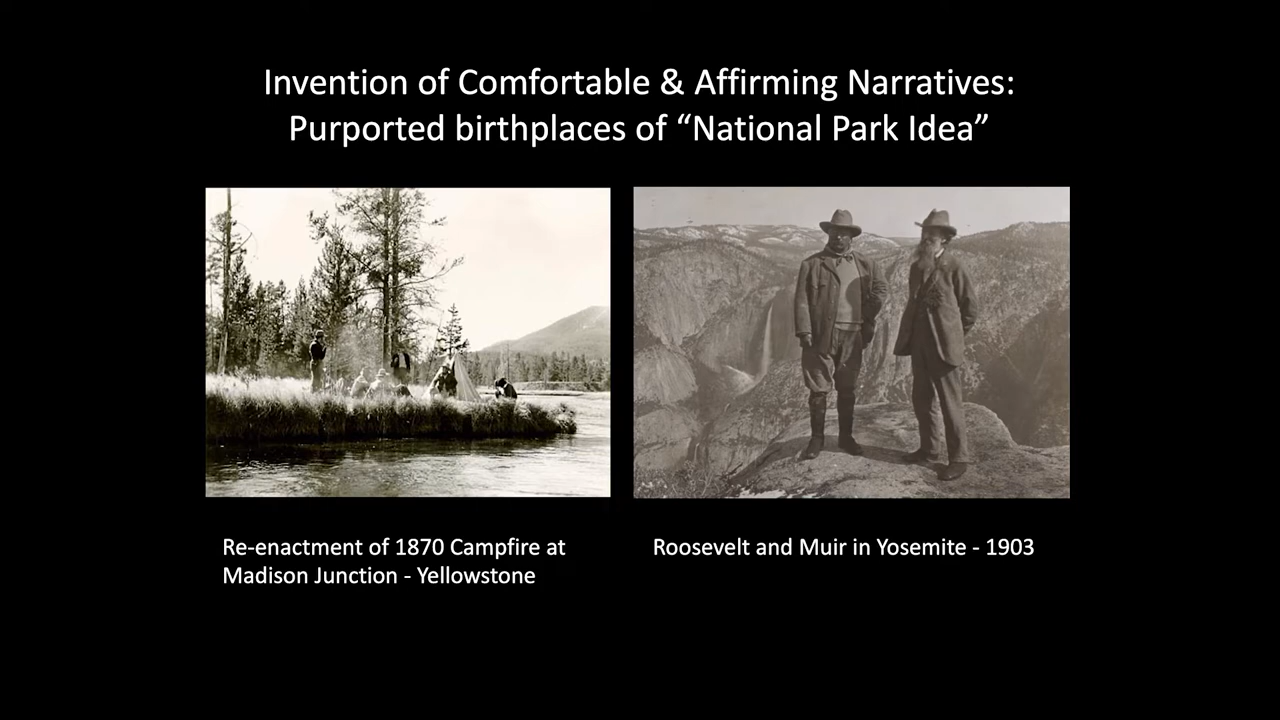 Invention of Comfortable & Affirming Narratives:
Purported birthplaces of “National Park Idea”
Re-enactment of 1870 Campfire at
Madison Junction - Yellowstone
Roosevelt and Muir in Yosemite - 1903